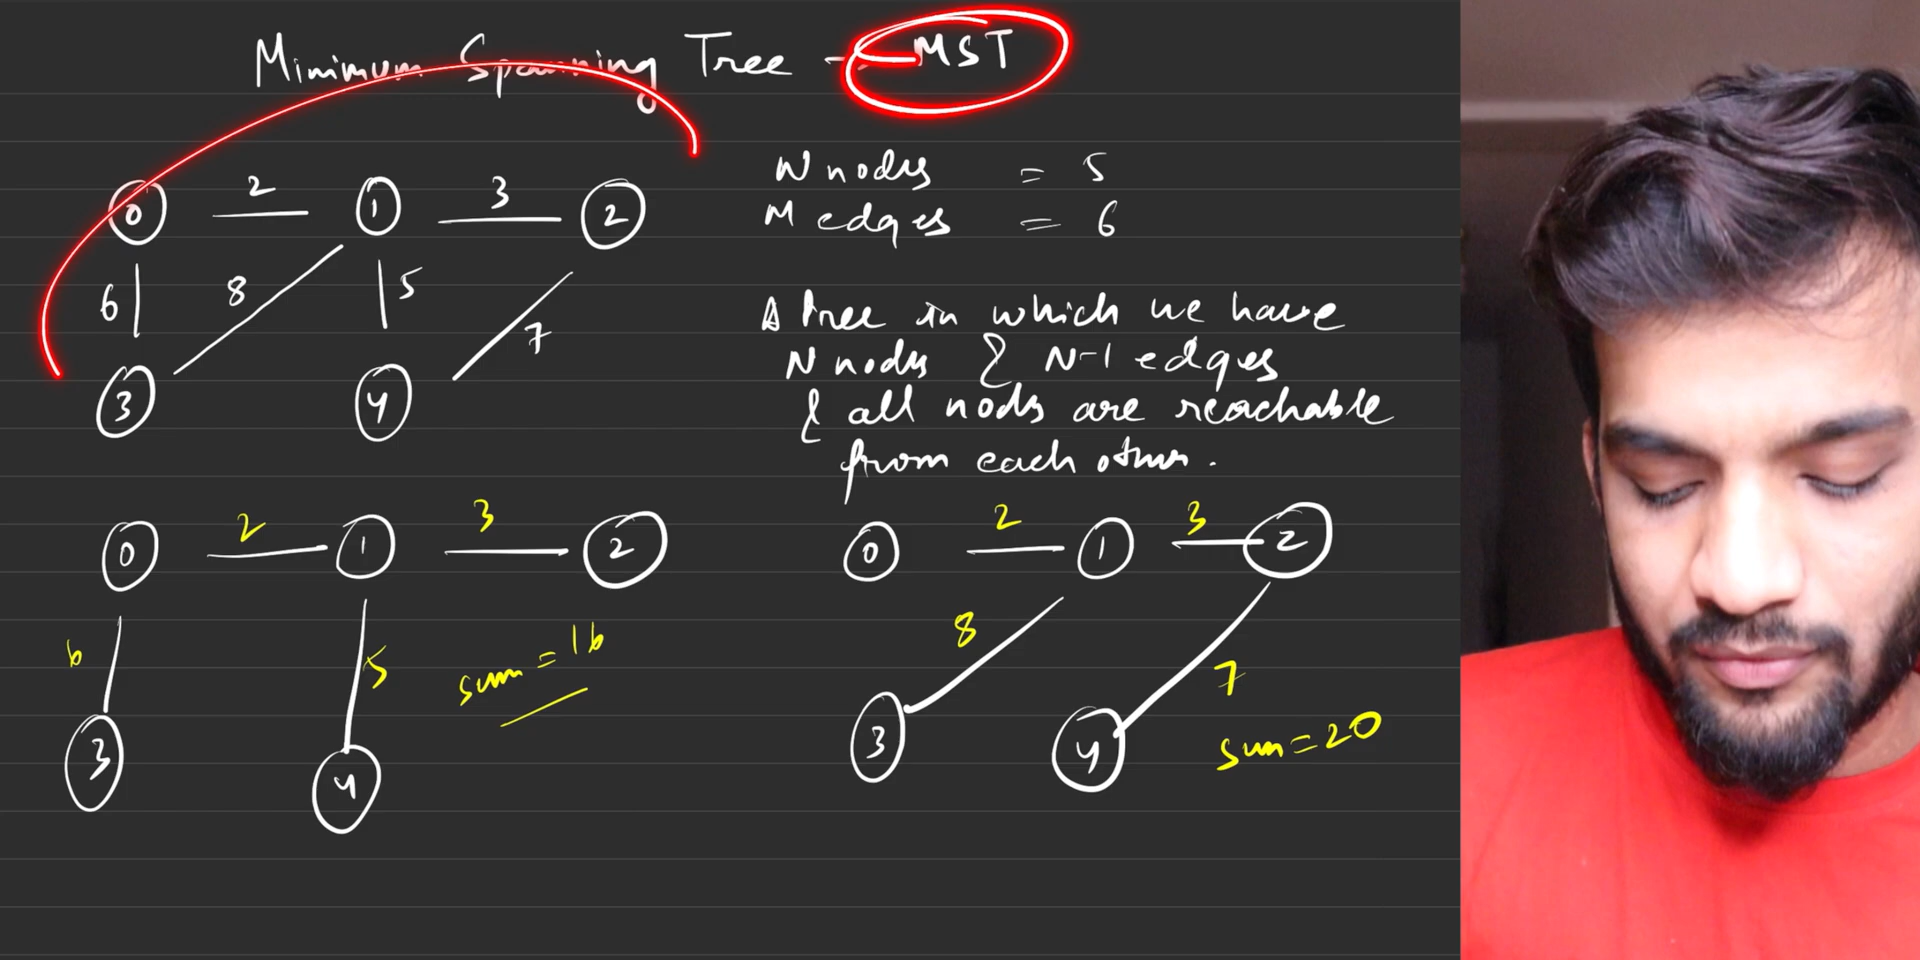 Minimum Spanning Tree → MST
N nodes = 5
M edges = 6
0 2 1 3 2
6 8 5 7
3 4
A tree in which we have
N nodes & N-1 edges
& all nodes are reachable
from each other.
0 2 1 3 2
6 5 sum = 16
3 4
0 2 1 3 2
8 7
3 4 sum = 20